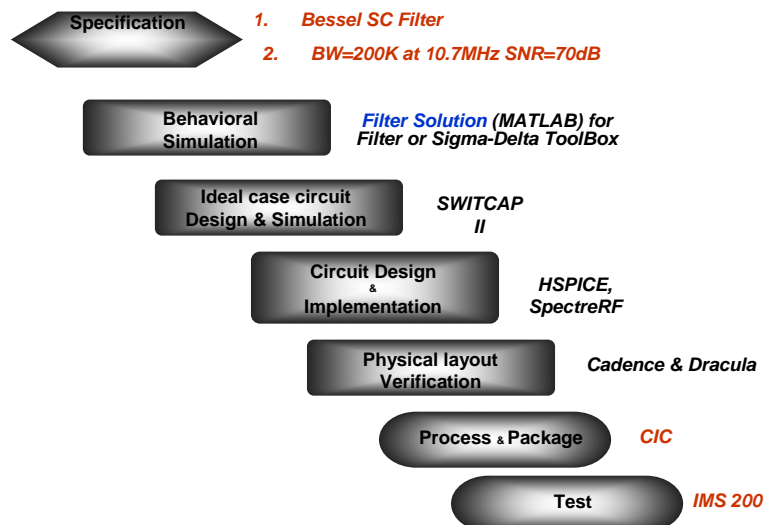 Specification
1. Bessel SC Filter
2. BW=200K at 10.7MHz SNR=70dB
Behavioral
Simulation
Filter Solution (MATLAB) for
Filter or Sigma-Delta ToolBox
Ideal case circuit
Design & Simulation
SWITCAP
II
Circuit Design
&
Implementation
HSPICE,
SpectreRF
Physical layout
Verification
Cadence & Dracula
Process & Package
CIC
Test
IMS 200